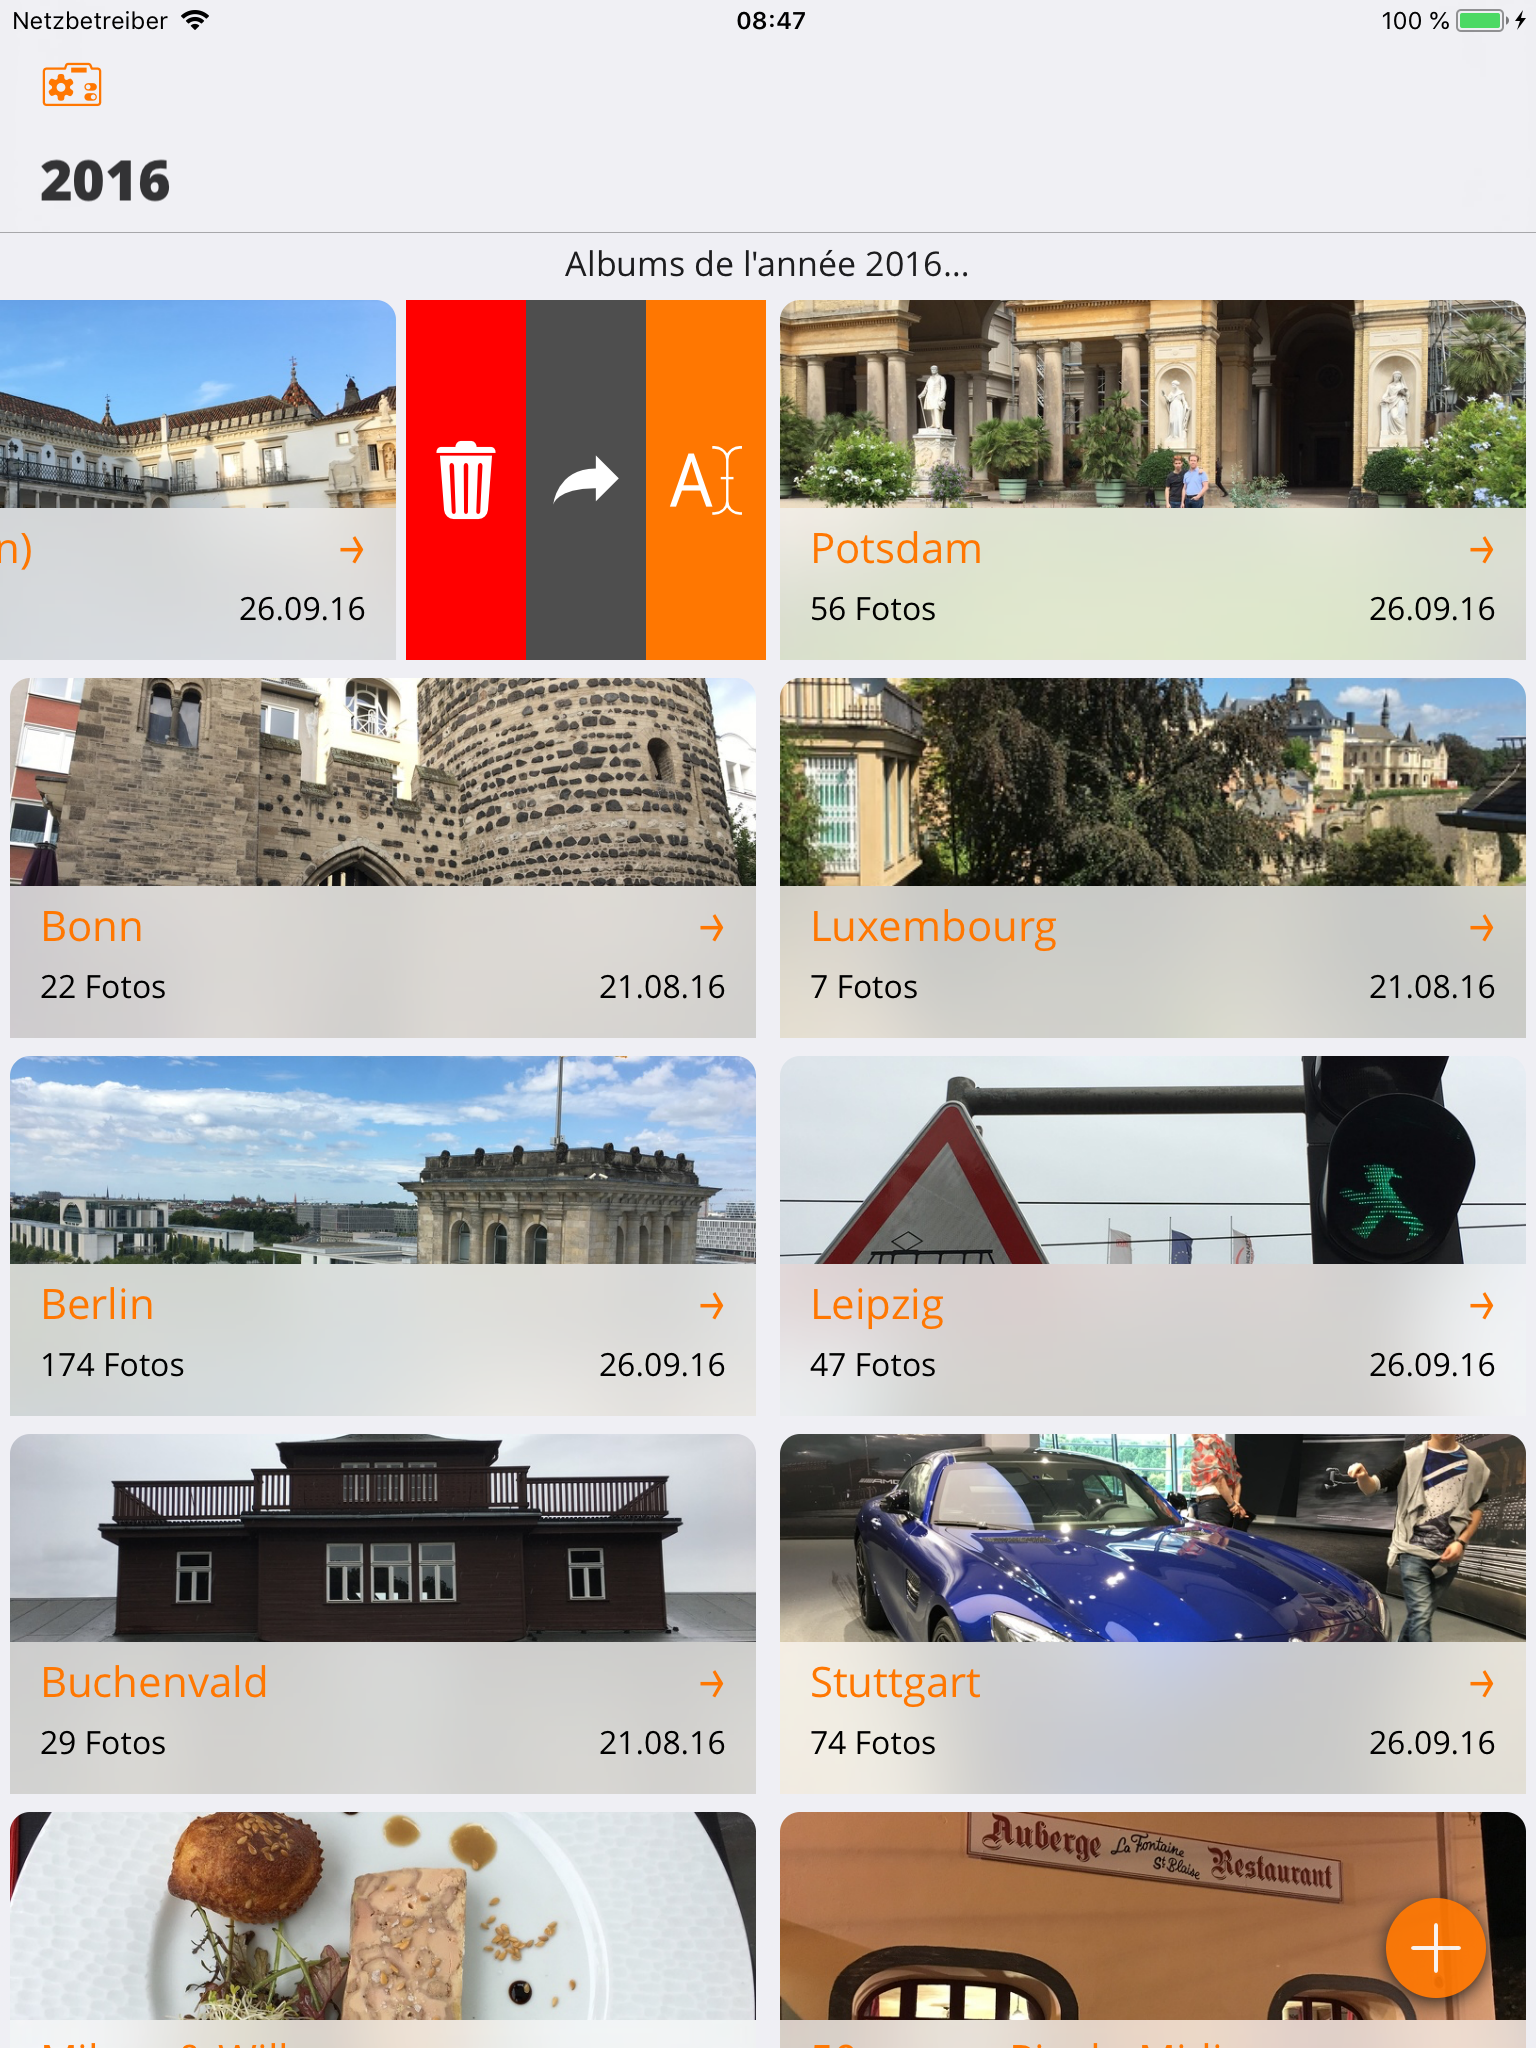 Netzbetreiber 08:47 100 %
2016
Albums de l'année 2016...
n)
26.09.16
Potsdam
56 Fotos 26.09.16
Bonn
22 Fotos 21.08.16
Luxembourg
7 Fotos 21.08.16
Berlin
174 Fotos 26.09.16
Leipzig
47 Fotos 26.09.16
Buchenvald
29 Fotos 21.08.16
Stuttgart
74 Fotos 26.09.16
Auberge La Fontaine St Blaise Restaurant